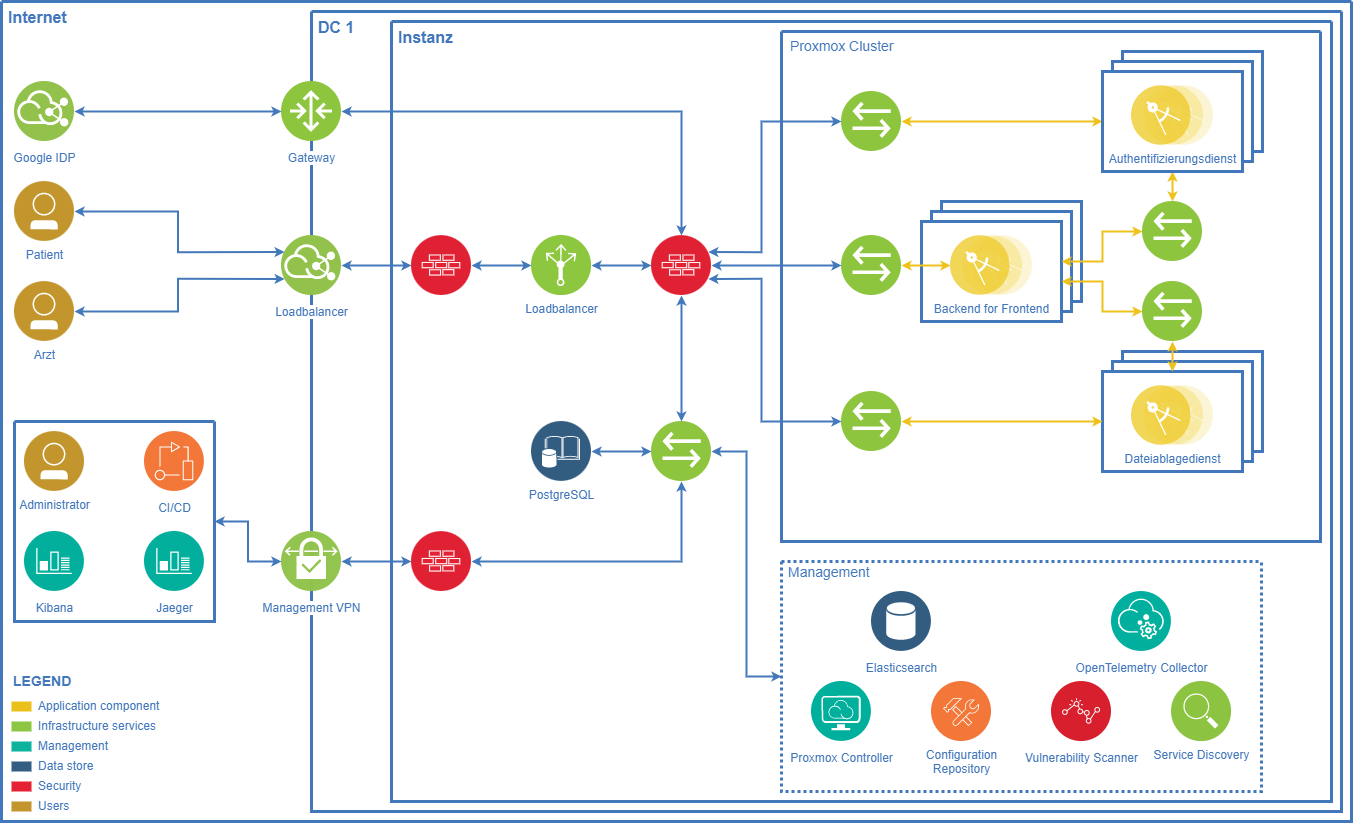 Internet
DC 1
Instanz
Proxmox Cluster
Google IDP
Gateway
Authentifizierungsdienst
Patient
Loadbalancer
Loadbalancer
Backend for Frontend
Arzt
Dateiablagedienst
PostgreSQL
Administrator
CI/CD
Kibana
Jaeger
Management VPN
Management
Elasticsearch
OpenTelemetry Collector
Proxmox Controller
Configuration
Repository
Vulnerability Scanner
Service Discovery
LEGEND
Application component
Infrastructure services
Management
Data store
Security
Users